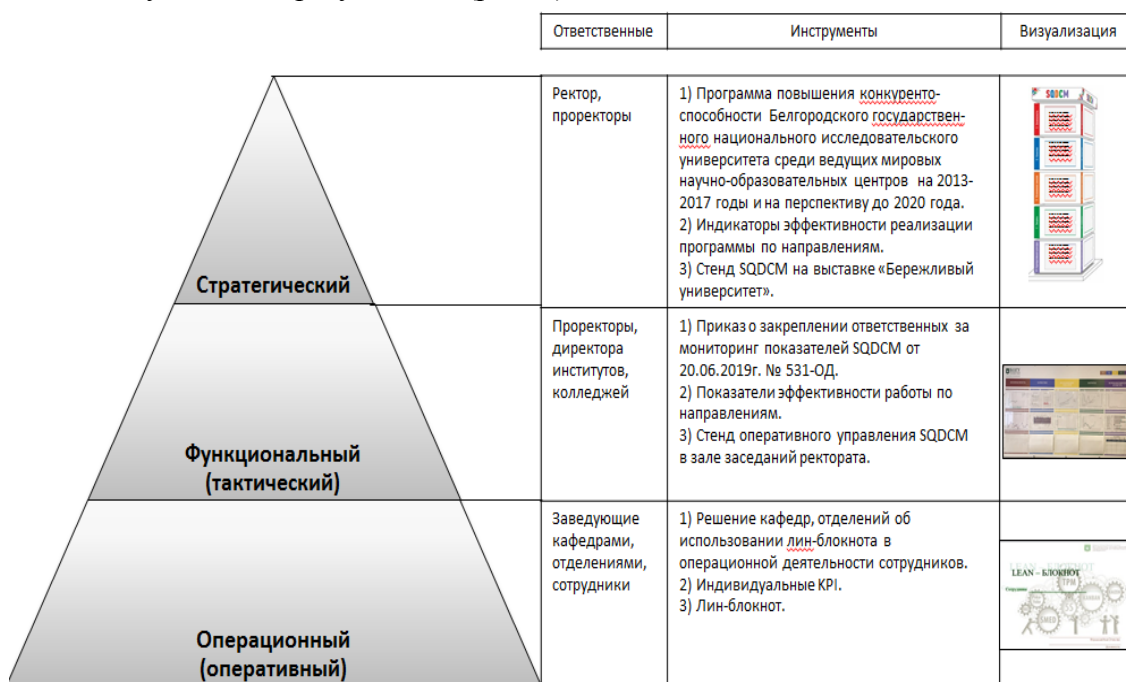 Ответственные
Инструменты
Визуализация
Стратегический
Ректор,
проректоры
1) Программа повышения конкуренто-
способности Белгородского государствен-
ного национального исследовательского
университета среди ведущих мировых
научно-образовательных центров на 2013-
2017 годы и на перспективу до 2020 года.
2) Индикаторы эффективности реализации
программы по направлениям.
3) Стенд SQDCM на выставке «Бережливый
университет».
SQDCM
Функциональный
(тактический)
Проректоры,
директора
институтов,
колледжей
1) Приказ о закреплении ответственных за
мониторинг показателей SQDCM от
20.06.2019г. № 531-ОД.
2) Показатели эффективности работы по
направлениям.
3) Стенд оперативного управления SQDCM
в зале заседаний ректората.
Операционный
(оперативный)
Заведующие
кафедрами,
отделениями,
сотрудники
1) Решение кафедр, отделений об
использовании лин-блокнота в
операционной деятельности сотрудников.
2) Индивидуальные KPI.
3) Лин-блокнот.
LEAN – БЛОКНОТ
TPM
SMED